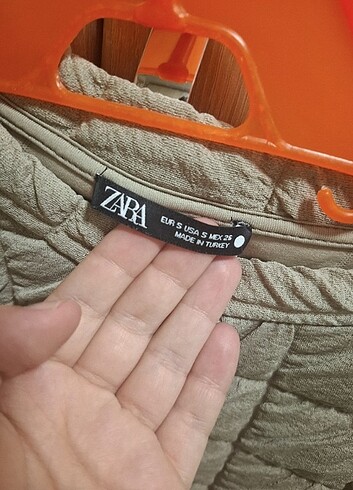 ZARA
EUR S USA S MEX 26
MADE IN TURKEY